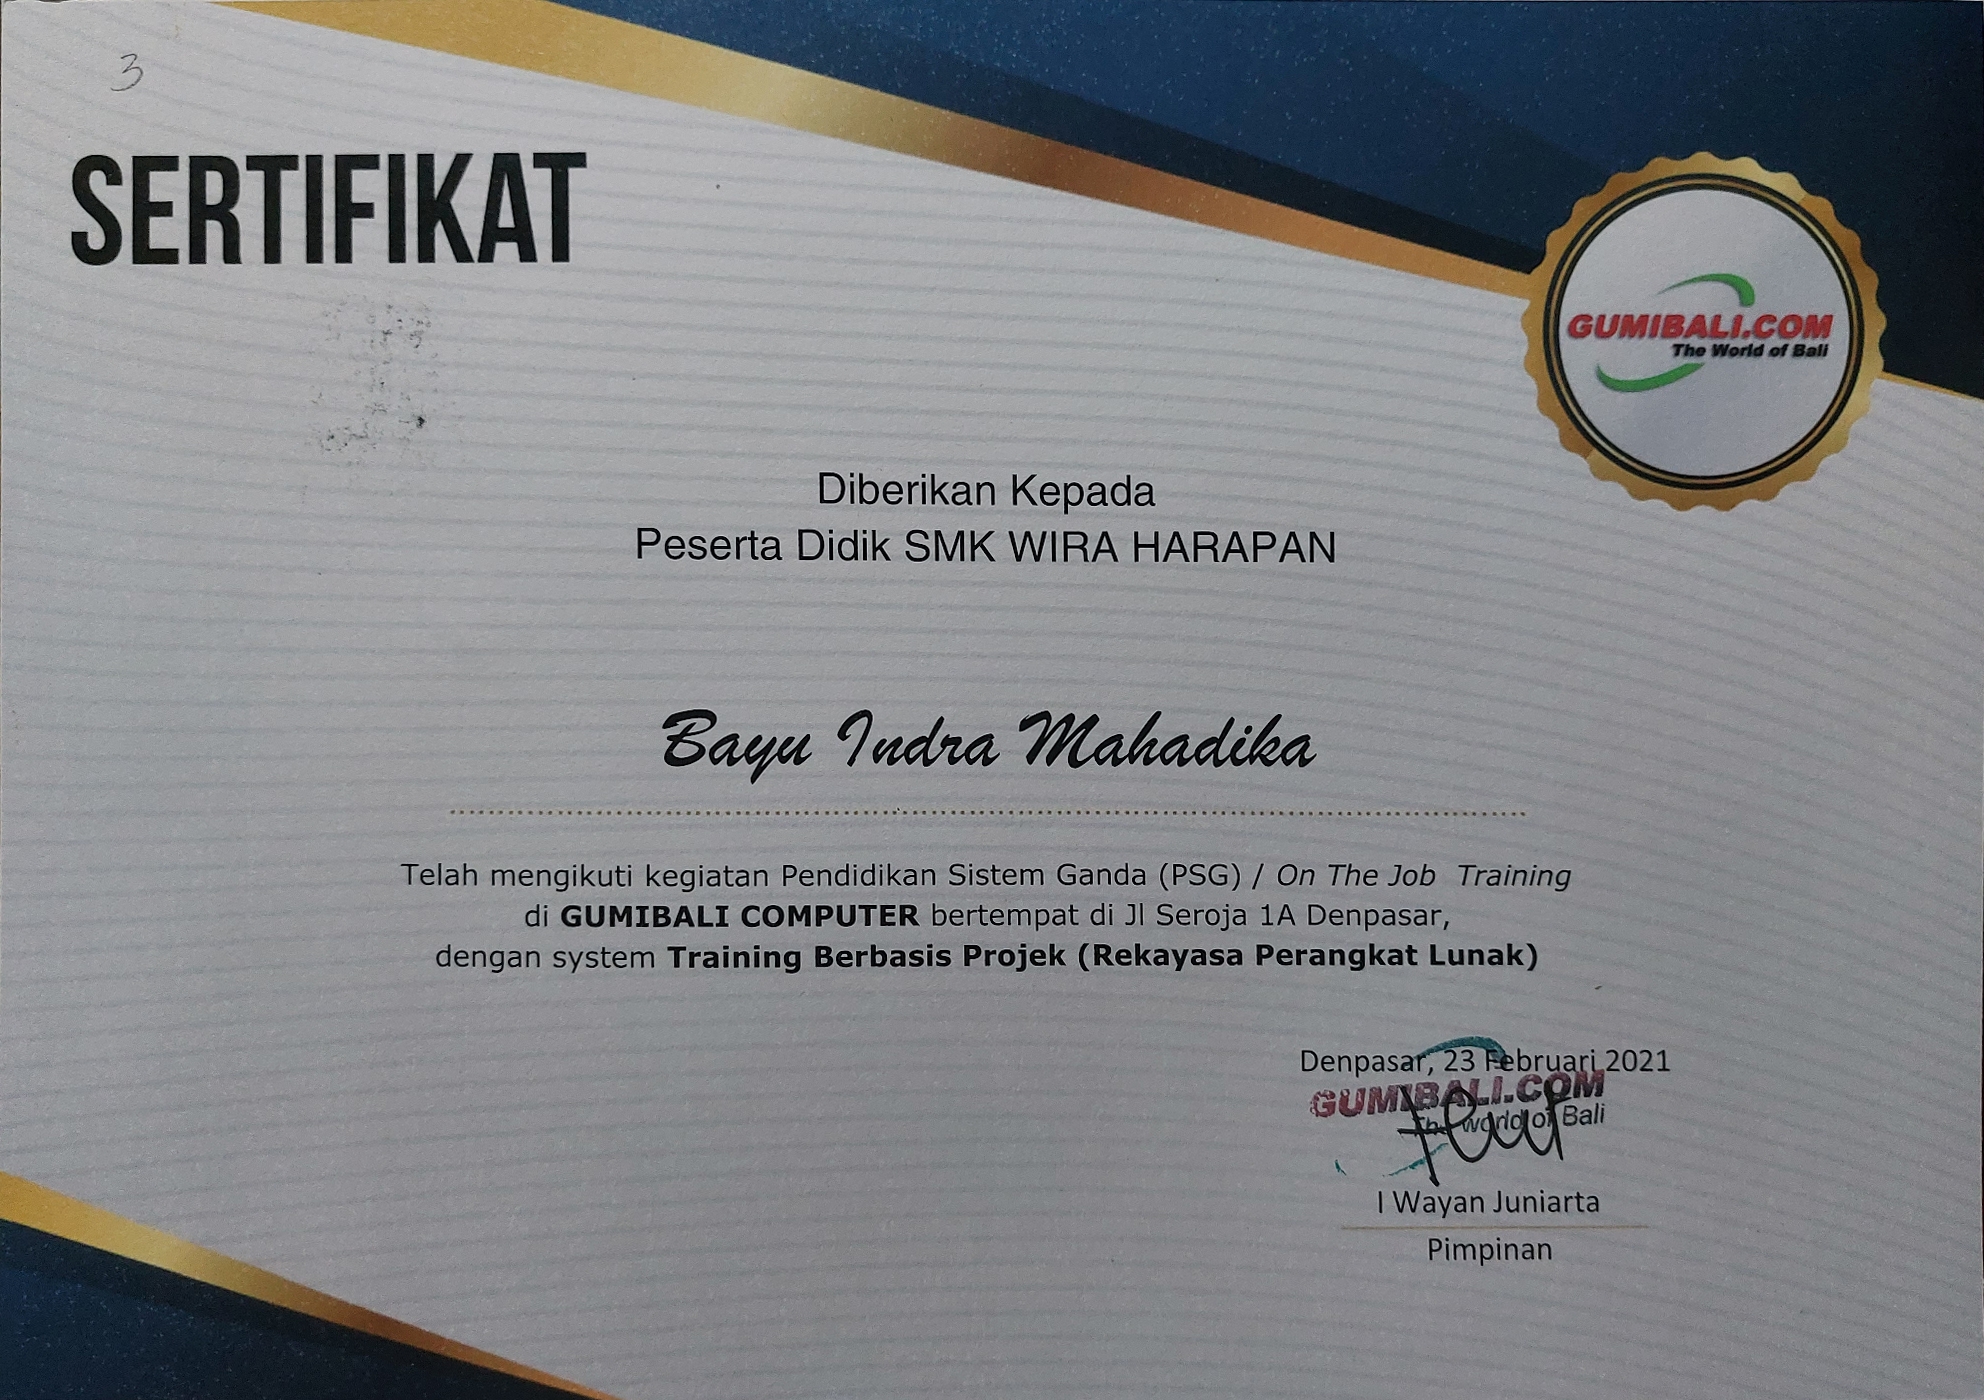 3
SERTIFIKAT
GUMIBALI.COM
The World of Bali
Diberikan Kepada
Peserta Didik SMK WIRA HARAPAN
Bayu Indra Mahadika
Telah mengikuti kegiatan Pendidikan Sistem Ganda (PSG) / On The Job Training
di GUMIBALI COMPUTER bertempat di Jl Seroja 1A Denpasar,
dengan system Training Berbasis Projek (Rekayasa Perangkat Lunak)
Denpasar, 23 Februari 2021
GUMIBALI.COM
The World of Bali
I Wayan Juniarta
Pimpinan